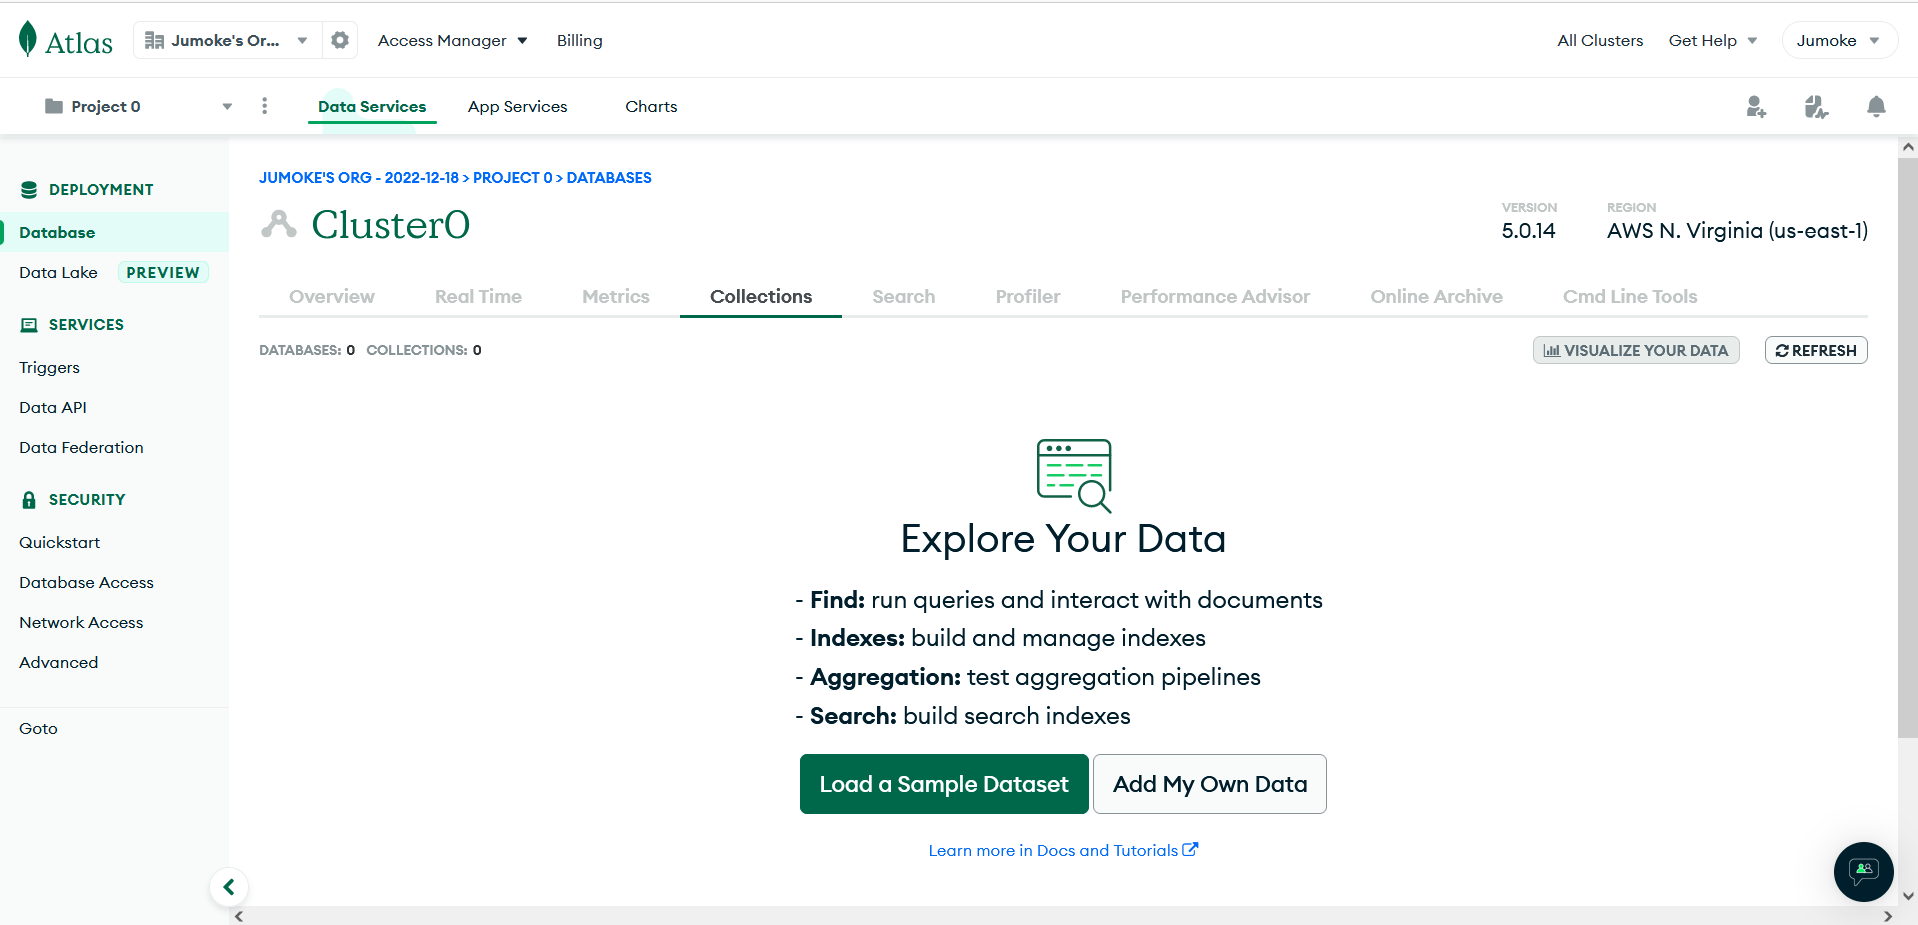 Atlas
Jumoke's Or...
Access Manager
Billing
All Clusters
Get Help
Jumoke
Project 0
Data Services
App Services
Charts
DEPLOYMENT
Database
Data Lake PREVIEW
SERVICES
Triggers
Data API
Data Federation
SECURITY
Quickstart
Database Access
Network Access
Advanced
Goto
JUMOKE'S ORG - 2022-12-18 > PROJECT 0 > DATABASES
Cluster0
VERSION
5.0.14
REGION
AWS N. Virginia (us-east-1)
Overview
Real Time
Metrics
Collections
Search
Profiler
Performance Advisor
Online Archive
Cmd Line Tools
DATABASES: 0 COLLECTIONS: 0
VISUALIZE YOUR DATA
REFRESH
Explore Your Data
- Find: run queries and interact with documents
- Indexes: build and manage indexes
- Aggregation: test aggregation pipelines
- Search: build search indexes
Load a Sample Dataset
Add My Own Data
Learn more in Docs and Tutorials